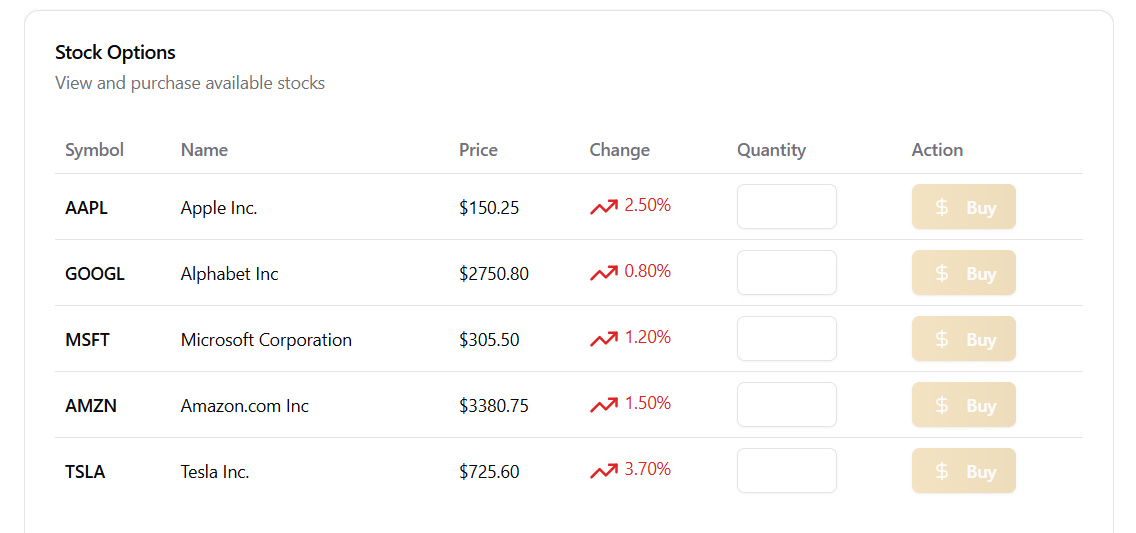 Stock Options
View and purchase available stocks
Symbol Name Price Change Quantity Action
AAPL Apple Inc. $150.25 2.50% $ Buy
GOOGL Alphabet Inc $2750.80 0.80% $ Buy
MSFT Microsoft Corporation $305.50 1.20% $ Buy
AMZN Amazon.com Inc $3380.75 1.50% $ Buy
TSLA Tesla Inc. $725.60 3.70% $ Buy